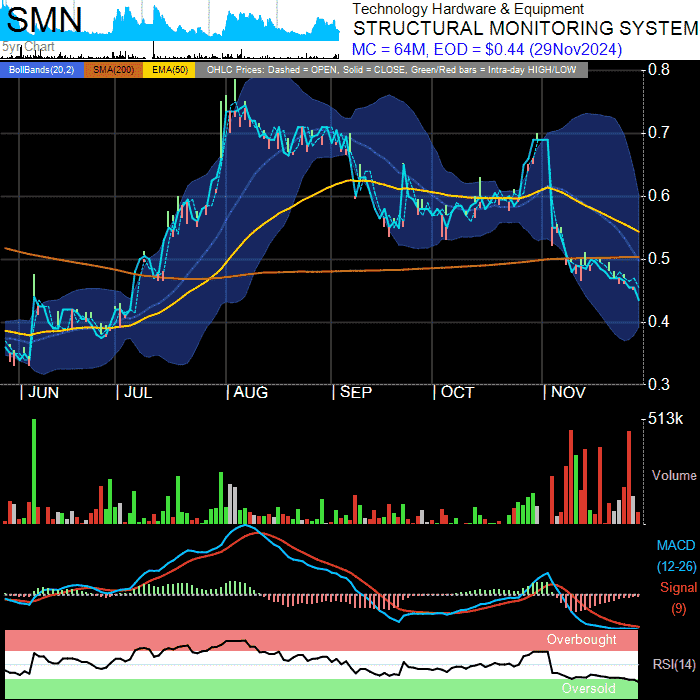 SMN
5yr Chart
Technology Hardware & Equipment
STRUCTURAL MONITORING SYSTEM
MC = 64M, EOD = $0.44 (29Nov2024)
BollBands(20,2) SMA(200) EMA(50) OHLC Prices: Dashed = OPEN, Solid = CLOSE, Green/Red bars = Intra-day HIGH/LOW
0.8
0.7
0.6
0.5
0.4
0.3
| JUN | JUL | AUG | SEP | OCT | NOV
513k
Volume
MACD
(12-26)
Signal
(9)
Overbought
RSI(14)
Oversold